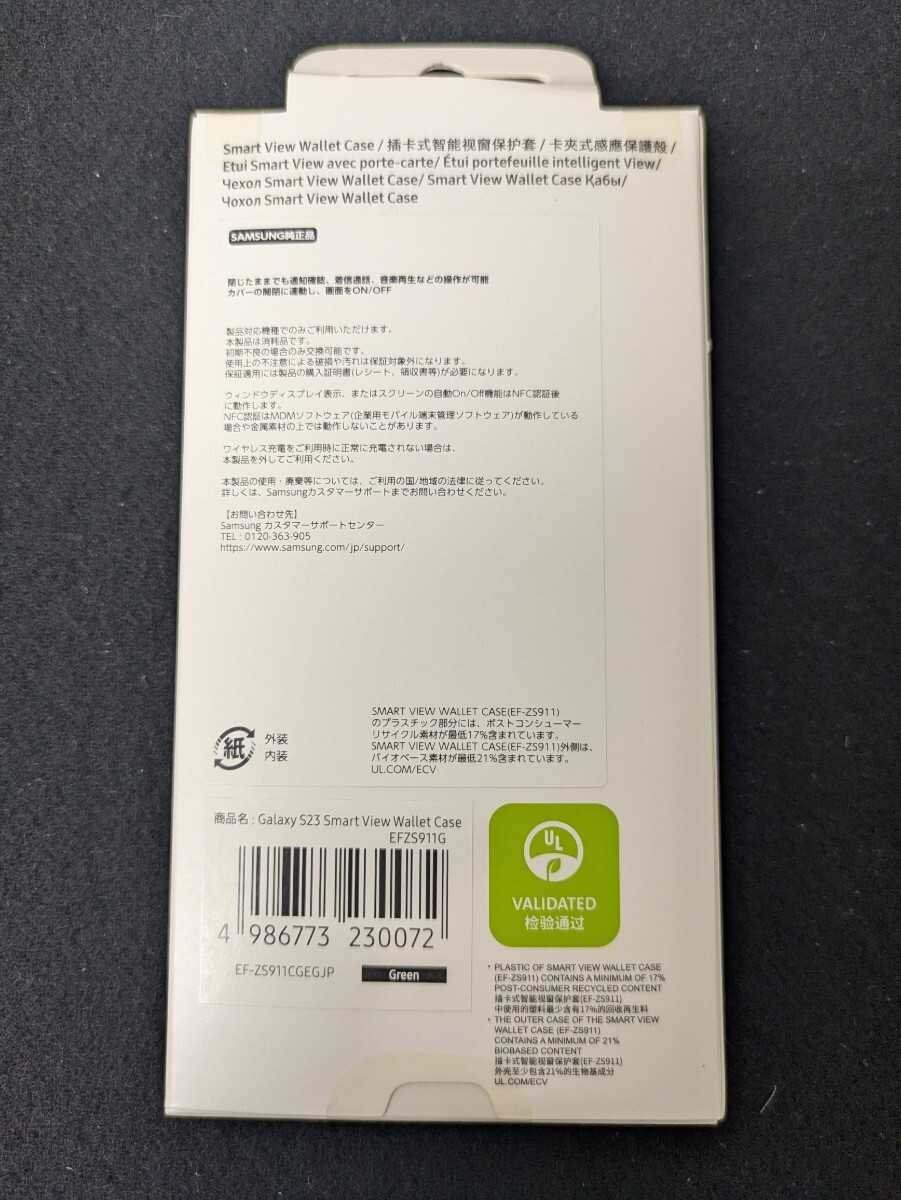 Smart View Wallet Case / 插卡式智能视窗保护套 / 卡夾式感應保護殼 /
Etui Smart View avec porte-carte/ Étui portefeuille intelligent View/
Чехол Smart View Wallet Case/ Smart View Wallet Case Қабы/
Чохол Smart View Wallet Case
SAMSUNG純正品
閉じたままでも通知確認、着信通話、音楽再生などの操作が可能
カバーの開閉に連動し、画面をON/OFF
製品対応機種でのみご利用いただけます。
本製品は消耗品です。
初期不良の場合のみ交換可能です。
使用上の不注意による破損や汚れは保証対象外になります。
保証適用には製品の購入証明書(レシート、領収書等)が必要になります。
ウィンドウディスプレイ表示、またはスクリーンの自動On/Off機能はNFC認証後
に動作します。
NFC認証はMDMソフトウェア(企業用モバイル端末管理ソフトウェア)が動作している
場合や金属素材の上では動作しないことがあります。
ワイヤレス充電をご利用時に正常に充電されない場合は、
本製品を外してご利用ください。
本製品の使用・廃棄等については、ご利用の国/地域の法律に従ってください。
詳しくは、Samsungカスタマーサポートまでお問い合わせください。
【お問い合わせ先】
Samsung カスタマーサポートセンター
TEL : 0120-363-905
https://www.samsung.com/jp/support/
SMART VIEW WALLET CASE(EF-ZS911)
のプラスチック部分には、ポストコンシューマー
リサイクル素材が最低17%含まれています。
SMART VIEW WALLET CASE(EF-ZS911)外側は、
バイオベース素材が最低21%含まれています。
UL.COM/ECV
紙
外装
内装
商品名 : Galaxy S23 Smart View Wallet Case
EFZS911G
4 986773 230072
EF-ZS911CGEGJP
Green
UL
VALIDATED
检验通过
• PLASTIC OF SMART VIEW WALLET CASE
(EF-ZS911) CONTAINS A MINIMUM OF 17%
POST-CONSUMER RECYCLED CONTENT
插卡式智能视窗保护套(EF-ZS911)
中使用的塑料最少含有17%的回收再生料
• THE OUTER CASE OF THE SMART VIEW
WALLET CASE (EF-ZS911)
CONTAINS A MINIMUM OF 21%
BIOBASED CONTENT
插卡式智能视窗保护套(EF-ZS911)
外壳至少包含21%的生物基成分
UL.COM/ECV